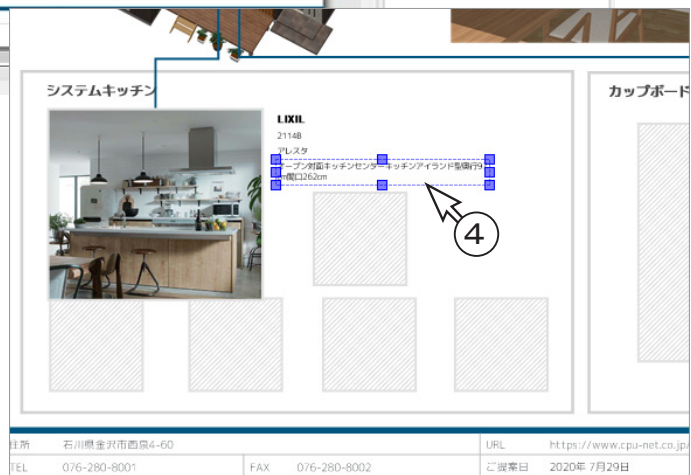 システムキッチン
LIXIL
2114B
アレスタ
オープン対面キッチンセンターキッチンアイランド型奥行9
m間口262cm
4
カップボード
住所
石川県金沢市西泉4-60
URL
https://www.cpu-net.co.jp/
TEL
076-280-8001
FAX
076-280-8002
ご提案日
2020年 7月29日